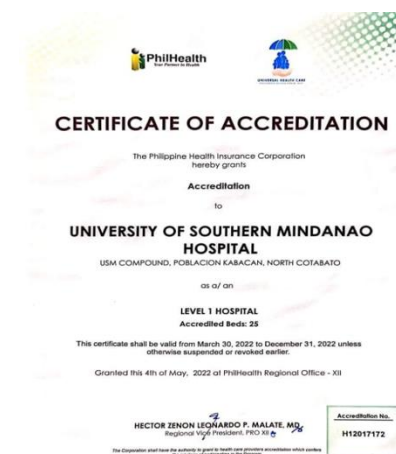 PhilHealth
Your Partner in Health
UNIVERSAL HEALTH CARE
CERTIFICATE OF ACCREDITATION
The Philippine Health Insurance Corporation
hereby grants
Accreditation
to
UNIVERSITY OF SOUTHERN MINDANAO
HOSPITAL
USM COMPOUND, POBLACION KABACAN, NORTH COTABATO
as a/ an
LEVEL 1 HOSPITAL
Accredited Beds: 25
This certificate shall be valid from March 30, 2022 to December 31, 2022 unless
otherwise suspended or revoked earlier.
Granted this 4th of May, 2022 at PhilHealth Regional Office - XII
HECTOR ZENON LEONARDO P. MALATE, MD
Regional Vice President, PRO XII
Accreditation No.
H12017172
The Corporation shall have the authority to grant to health care providers accreditation which confers